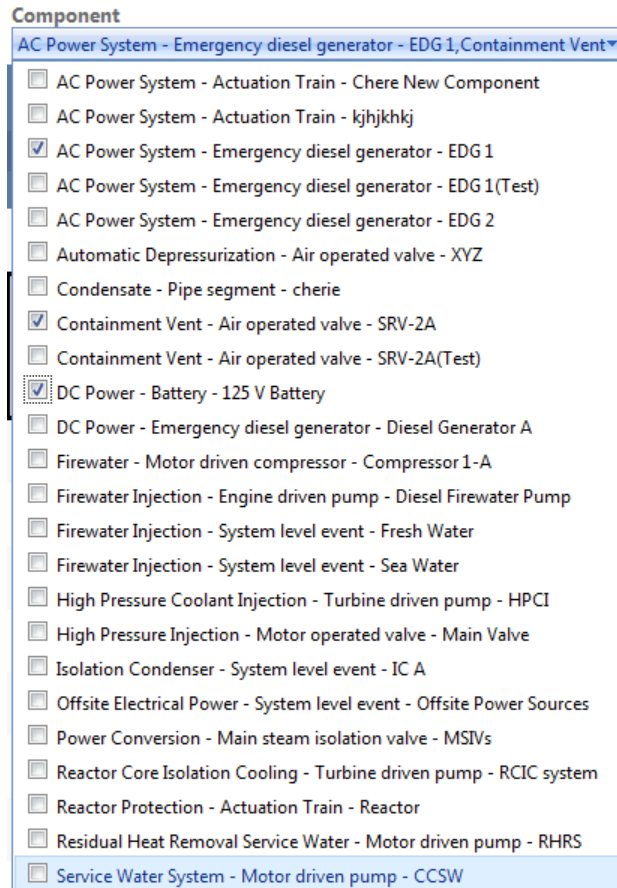 Component
AC Power System - Emergency diesel generator - EDG 1,Containment Vent
AC Power System - Actuation Train - Chere New Component
AC Power System - Actuation Train - kjhjkhkj
AC Power System - Emergency diesel generator - EDG 1
AC Power System - Emergency diesel generator - EDG 1(Test)
AC Power System - Emergency diesel generator - EDG 2
Automatic Depressurization - Air operated valve - XYZ
Condensate - Pipe segment - cherie
Containment Vent - Air operated valve - SRV-2A
Containment Vent - Air operated valve - SRV-2A(Test)
DC Power - Battery - 125 V Battery
DC Power - Emergency diesel generator - Diesel Generator A
Firewater - Motor driven compressor - Compressor 1-A
Firewater Injection - Engine driven pump - Diesel Firewater Pump
Firewater Injection - System level event - Fresh Water
Firewater Injection - System level event - Sea Water
High Pressure Coolant Injection - Turbine driven pump - HPCI
High Pressure Injection - Motor operated valve - Main Valve
Isolation Condenser - System level event - IC A
Offsite Electrical Power - System level event - Offsite Power Sources
Power Conversion - Main steam isolation valve - MSIVs
Reactor Core Isolation Cooling - Turbine driven pump - RCIC system
Reactor Protection - Actuation Train - Reactor
Residual Heat Removal Service Water - Motor driven pump - RHRS
Service Water System - Motor driven pump - CCSW